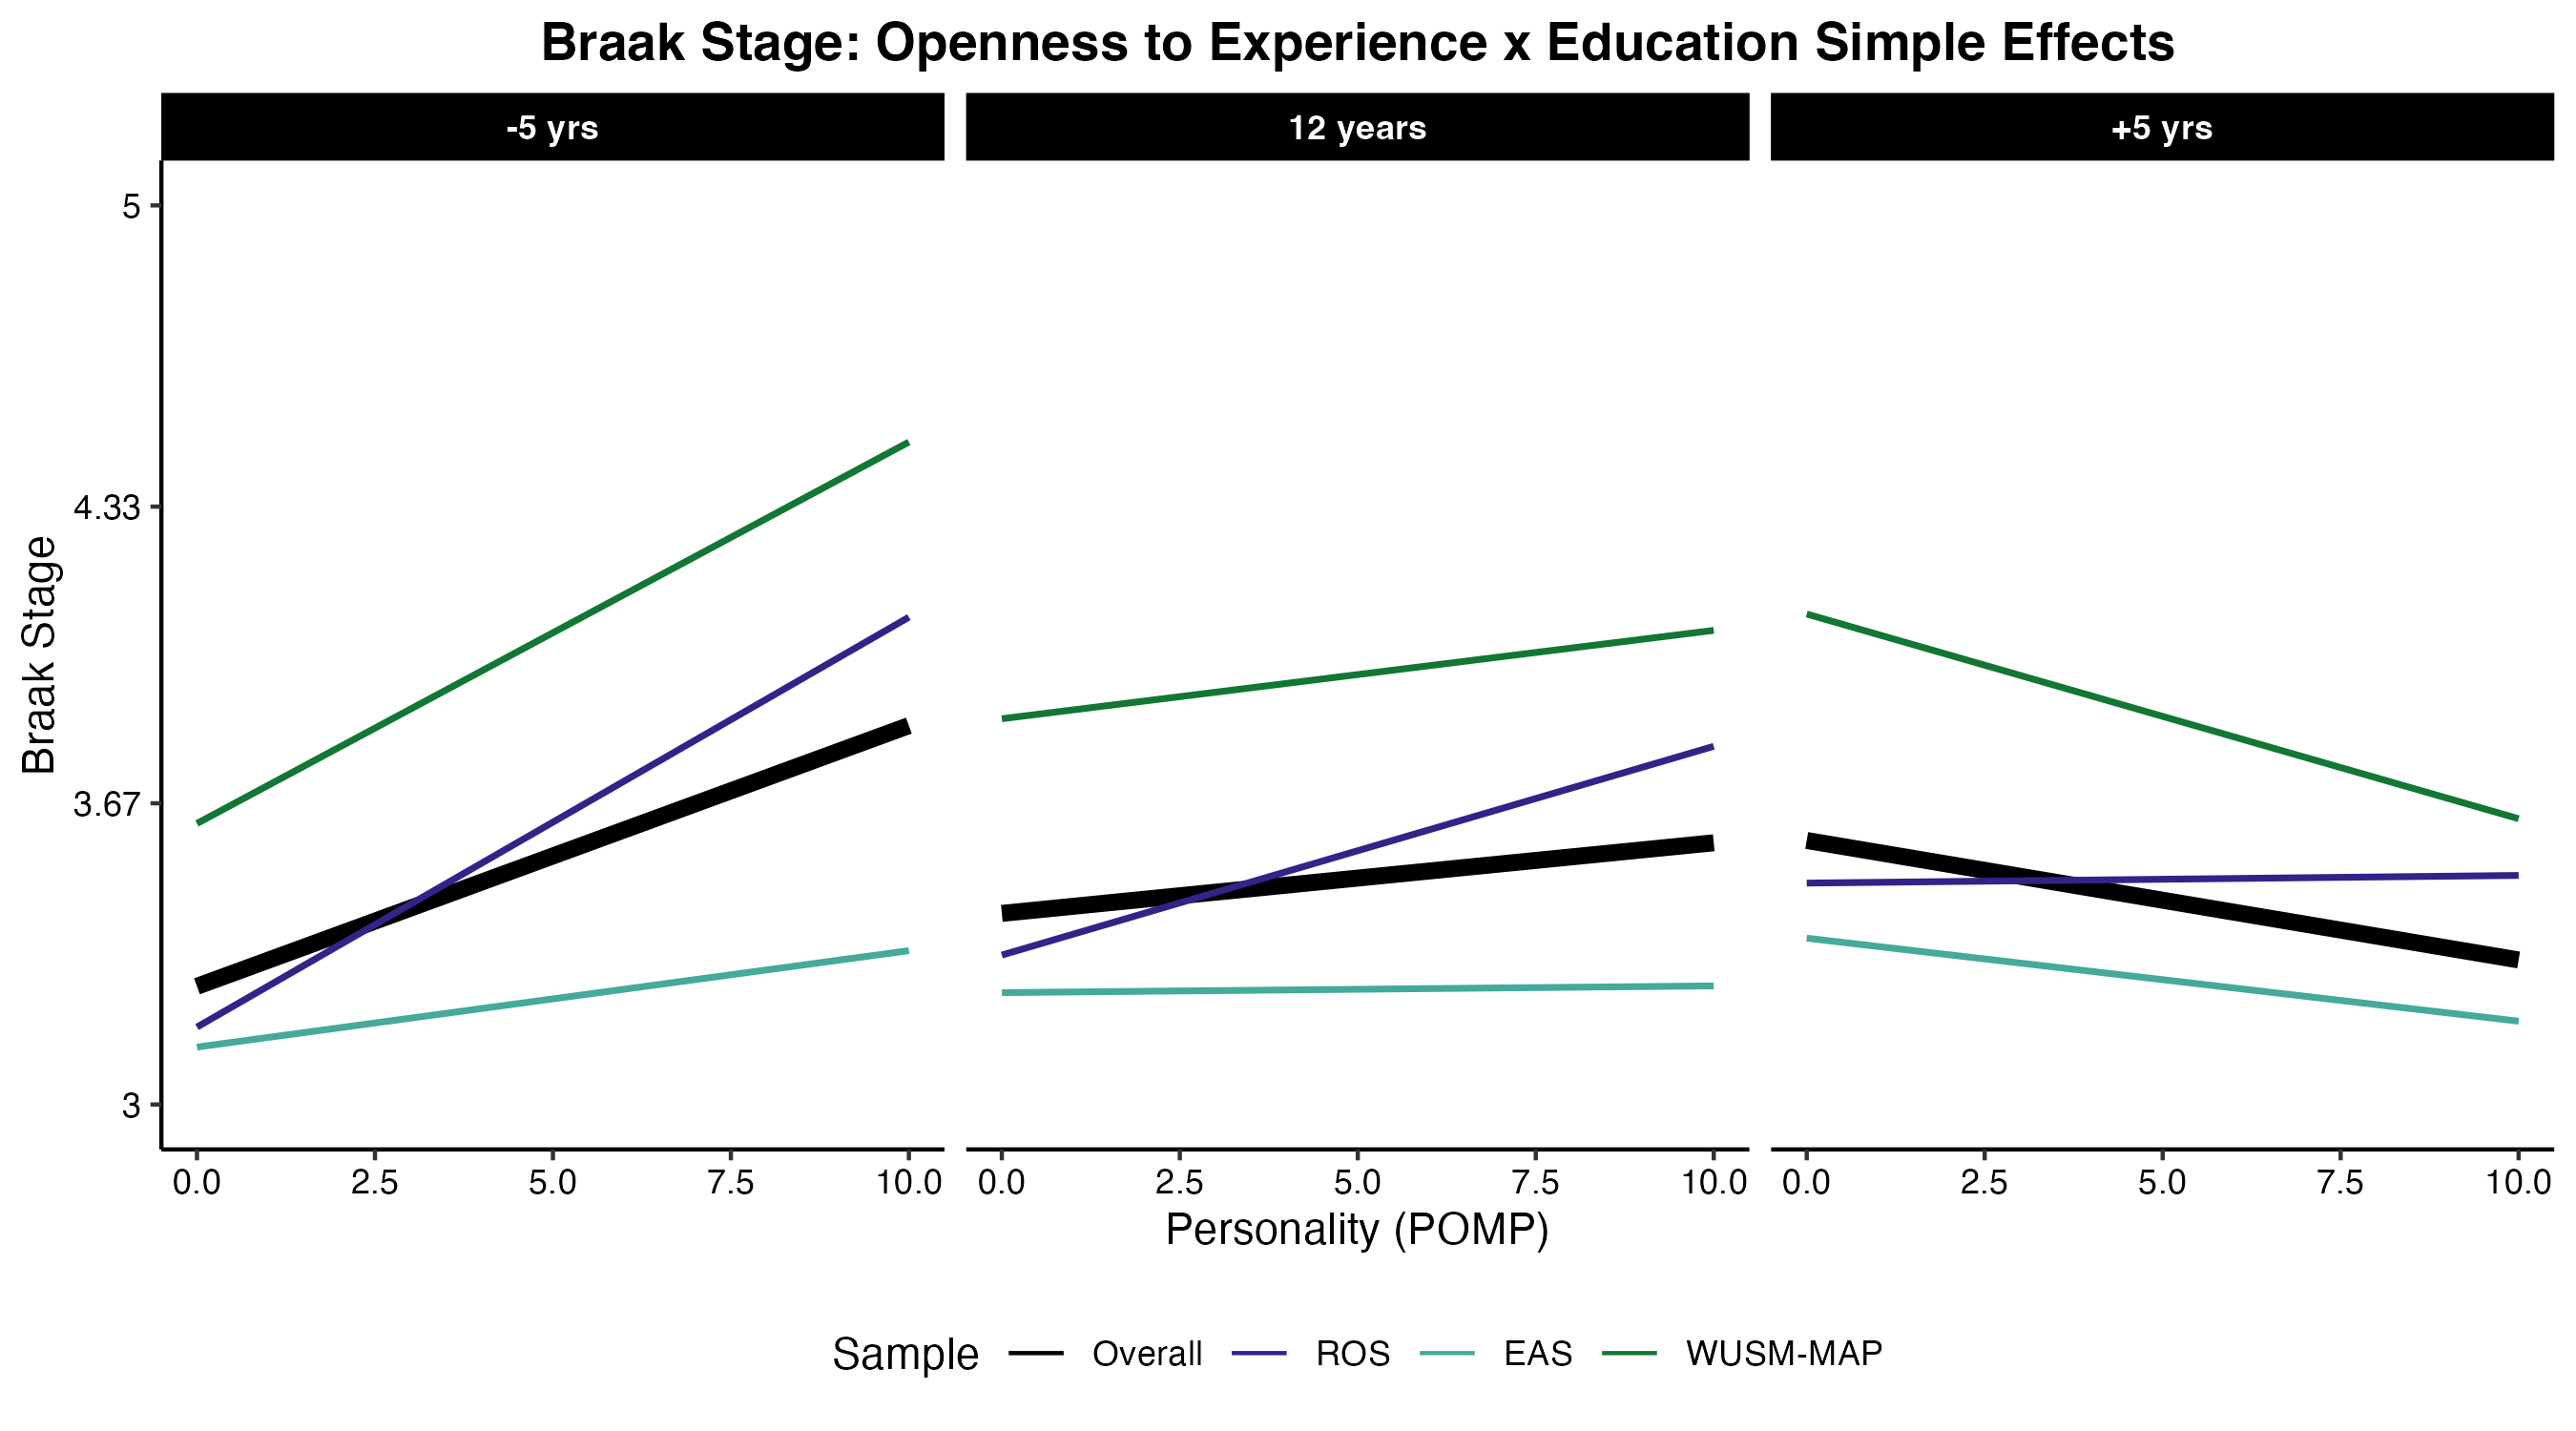 Braak Stage: Openness to Experience x Education Simple Effects
-5 yrs
12 years
+5 yrs
Braak Stage
5
4.33
3.67
3
0.0 2.5 5.0 7.5 10.0
0.0 2.5 5.0 7.5 10.0
0.0 2.5 5.0 7.5 10.0
Personality (POMP)
Sample Overall ROS EAS WUSM-MAP